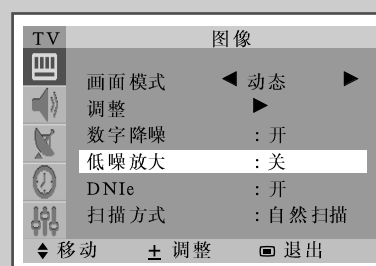 TV 图像
画面模式 ◀ 动态 ▶
调整 ▶
数字降噪 : 开
低噪放大 : 关
DNIe : 开
扫描方式 : 自然扫描
移动 调整 退出